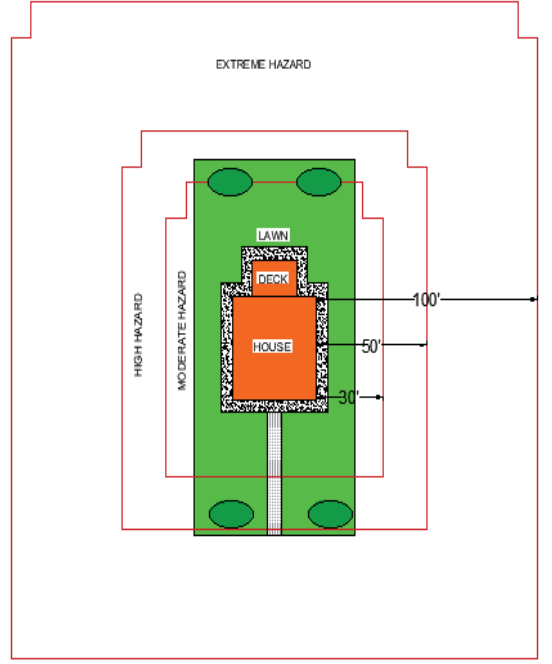 EXTREME HAZARD
LAWN
DECK
100'
HIGH HAZARD
MODERATE HAZARD
HOUSE
50'
30'